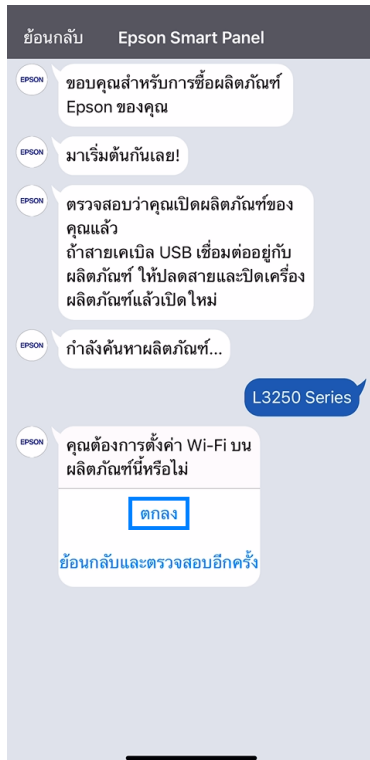 ย้อนกลับ Epson Smart Panel
EPSON
ขอบคุณสำหรับการซื้อผลิตภัณฑ์
Epson ของคุณ
EPSON
มาเริ่มต้นกันเลย!
EPSON
ตรวจสอบว่าคุณเปิดผลิตภัณฑ์ของ
คุณแล้ว
ถ้าสายเคเบิล USB เชื่อมต่ออยู่กับ
ผลิตภัณฑ์ ให้ปลดสายและปิดเครื่อง
ผลิตภัณฑ์แล้วเปิดใหม่
EPSON
กำลังค้นหาผลิตภัณฑ์...
L3250 Series
EPSON
คุณต้องการตั้งค่า Wi-Fi บน
ผลิตภัณฑ์นี้หรือไม่
ตกลง
ย้อนกลับและตรวจสอบอีกครั้ง